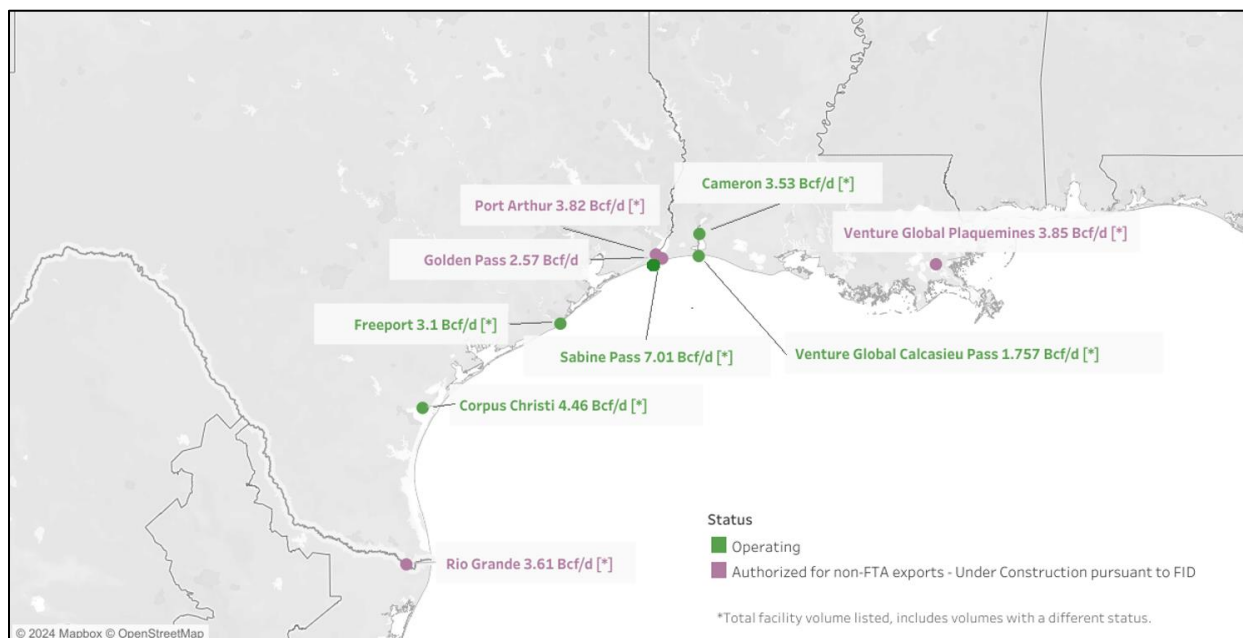 Cameron 3.53 Bcf/d [*]
Port Arthur 3.82 Bcf/d [*]
Venture Global Plaquemines 3.85 Bcf/d [*]
Golden Pass 2.57 Bcf/d
Freeport 3.1 Bcf/d [*]
Sabine Pass 7.01 Bcf/d [*]
Venture Global Calcasieu Pass 1.757 Bcf/d [*]
Corpus Christi 4.46 Bcf/d [*]
Rio Grande 3.61 Bcf/d [*]
Status
Operating
Authorized for non-FTA exports - Under Construction pursuant to FID
*Total facility volume listed, includes volumes with a different status.
© 2024 Mapbox © OpenStreetMap